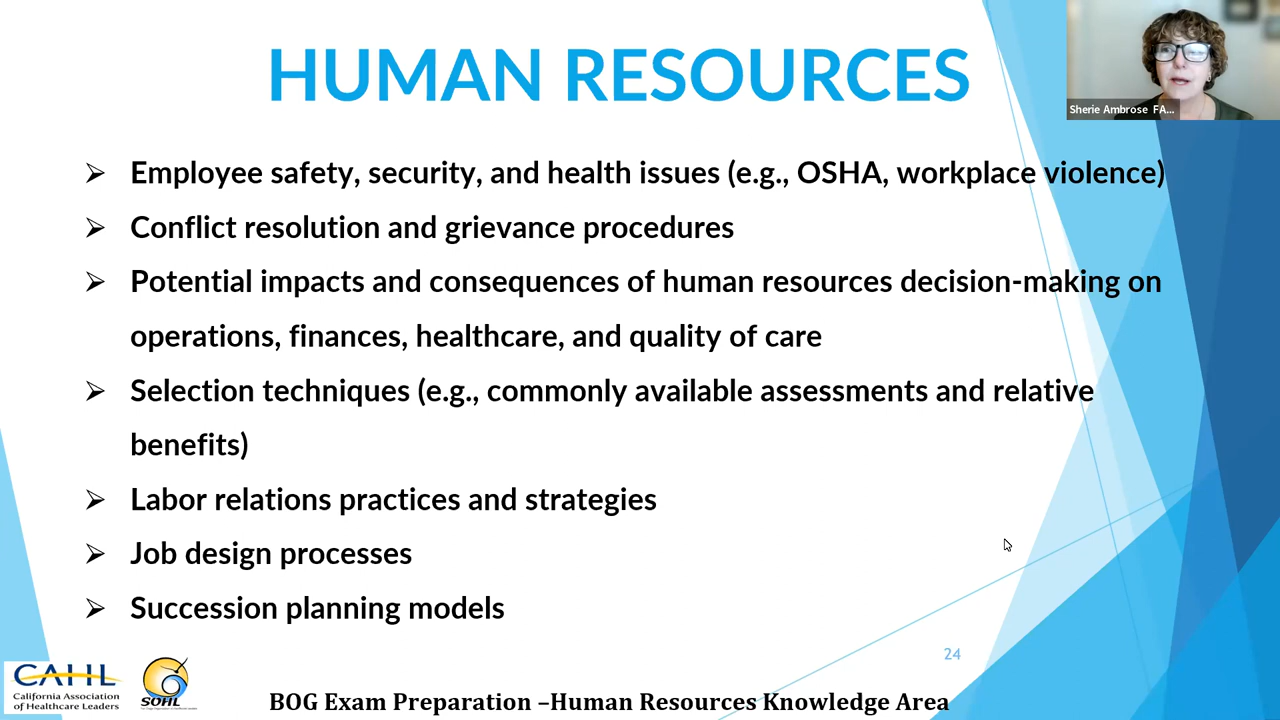 HUMAN RESOURCES
Sherie Ambrose FA...
➢ Employee safety, security, and health issues (e.g., OSHA, workplace violence)
➢ Conflict resolution and grievance procedures
➢ Potential impacts and consequences of human resources decision-making on
operations, finances, healthcare, and quality of care
➢ Selection techniques (e.g., commonly available assessments and relative
benefits)
➢ Labor relations practices and strategies
➢ Job design processes
➢ Succession planning models
24
CAHL
California Association
of Healthcare Leaders
SOHL
BOG Exam Preparation –Human Resources Knowledge Area